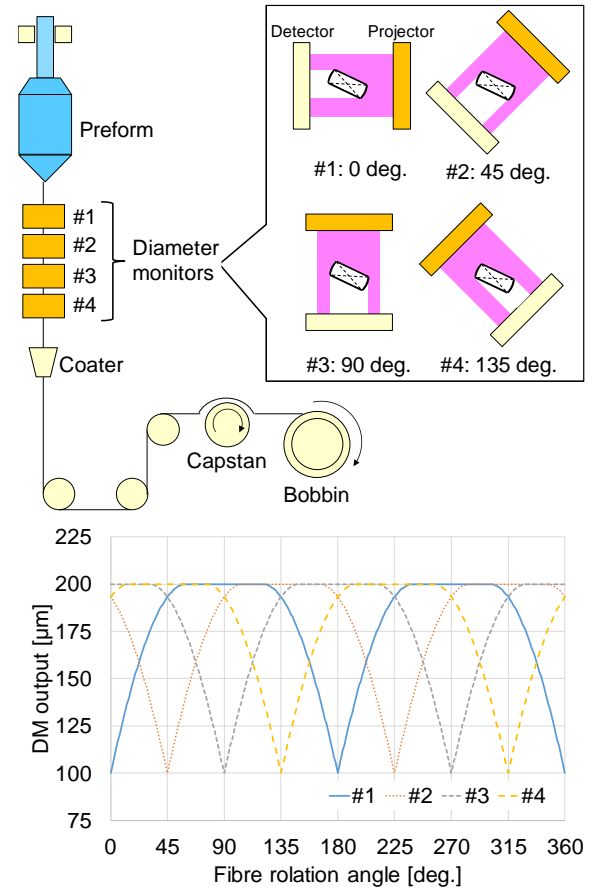 Detector Projector
Preform
#1: 0 deg. #2: 45 deg.
#1
#2
#3
#4
Diameter
monitors
#3: 90 deg. #4: 135 deg.
Coater
Capstan
Bobbin
225
200
175
150
125
100
75
DM output [µm]
#1 #2 #3 #4
0 45 90 135 180 225 270 315 360
Fibre rolation angle [deg.]